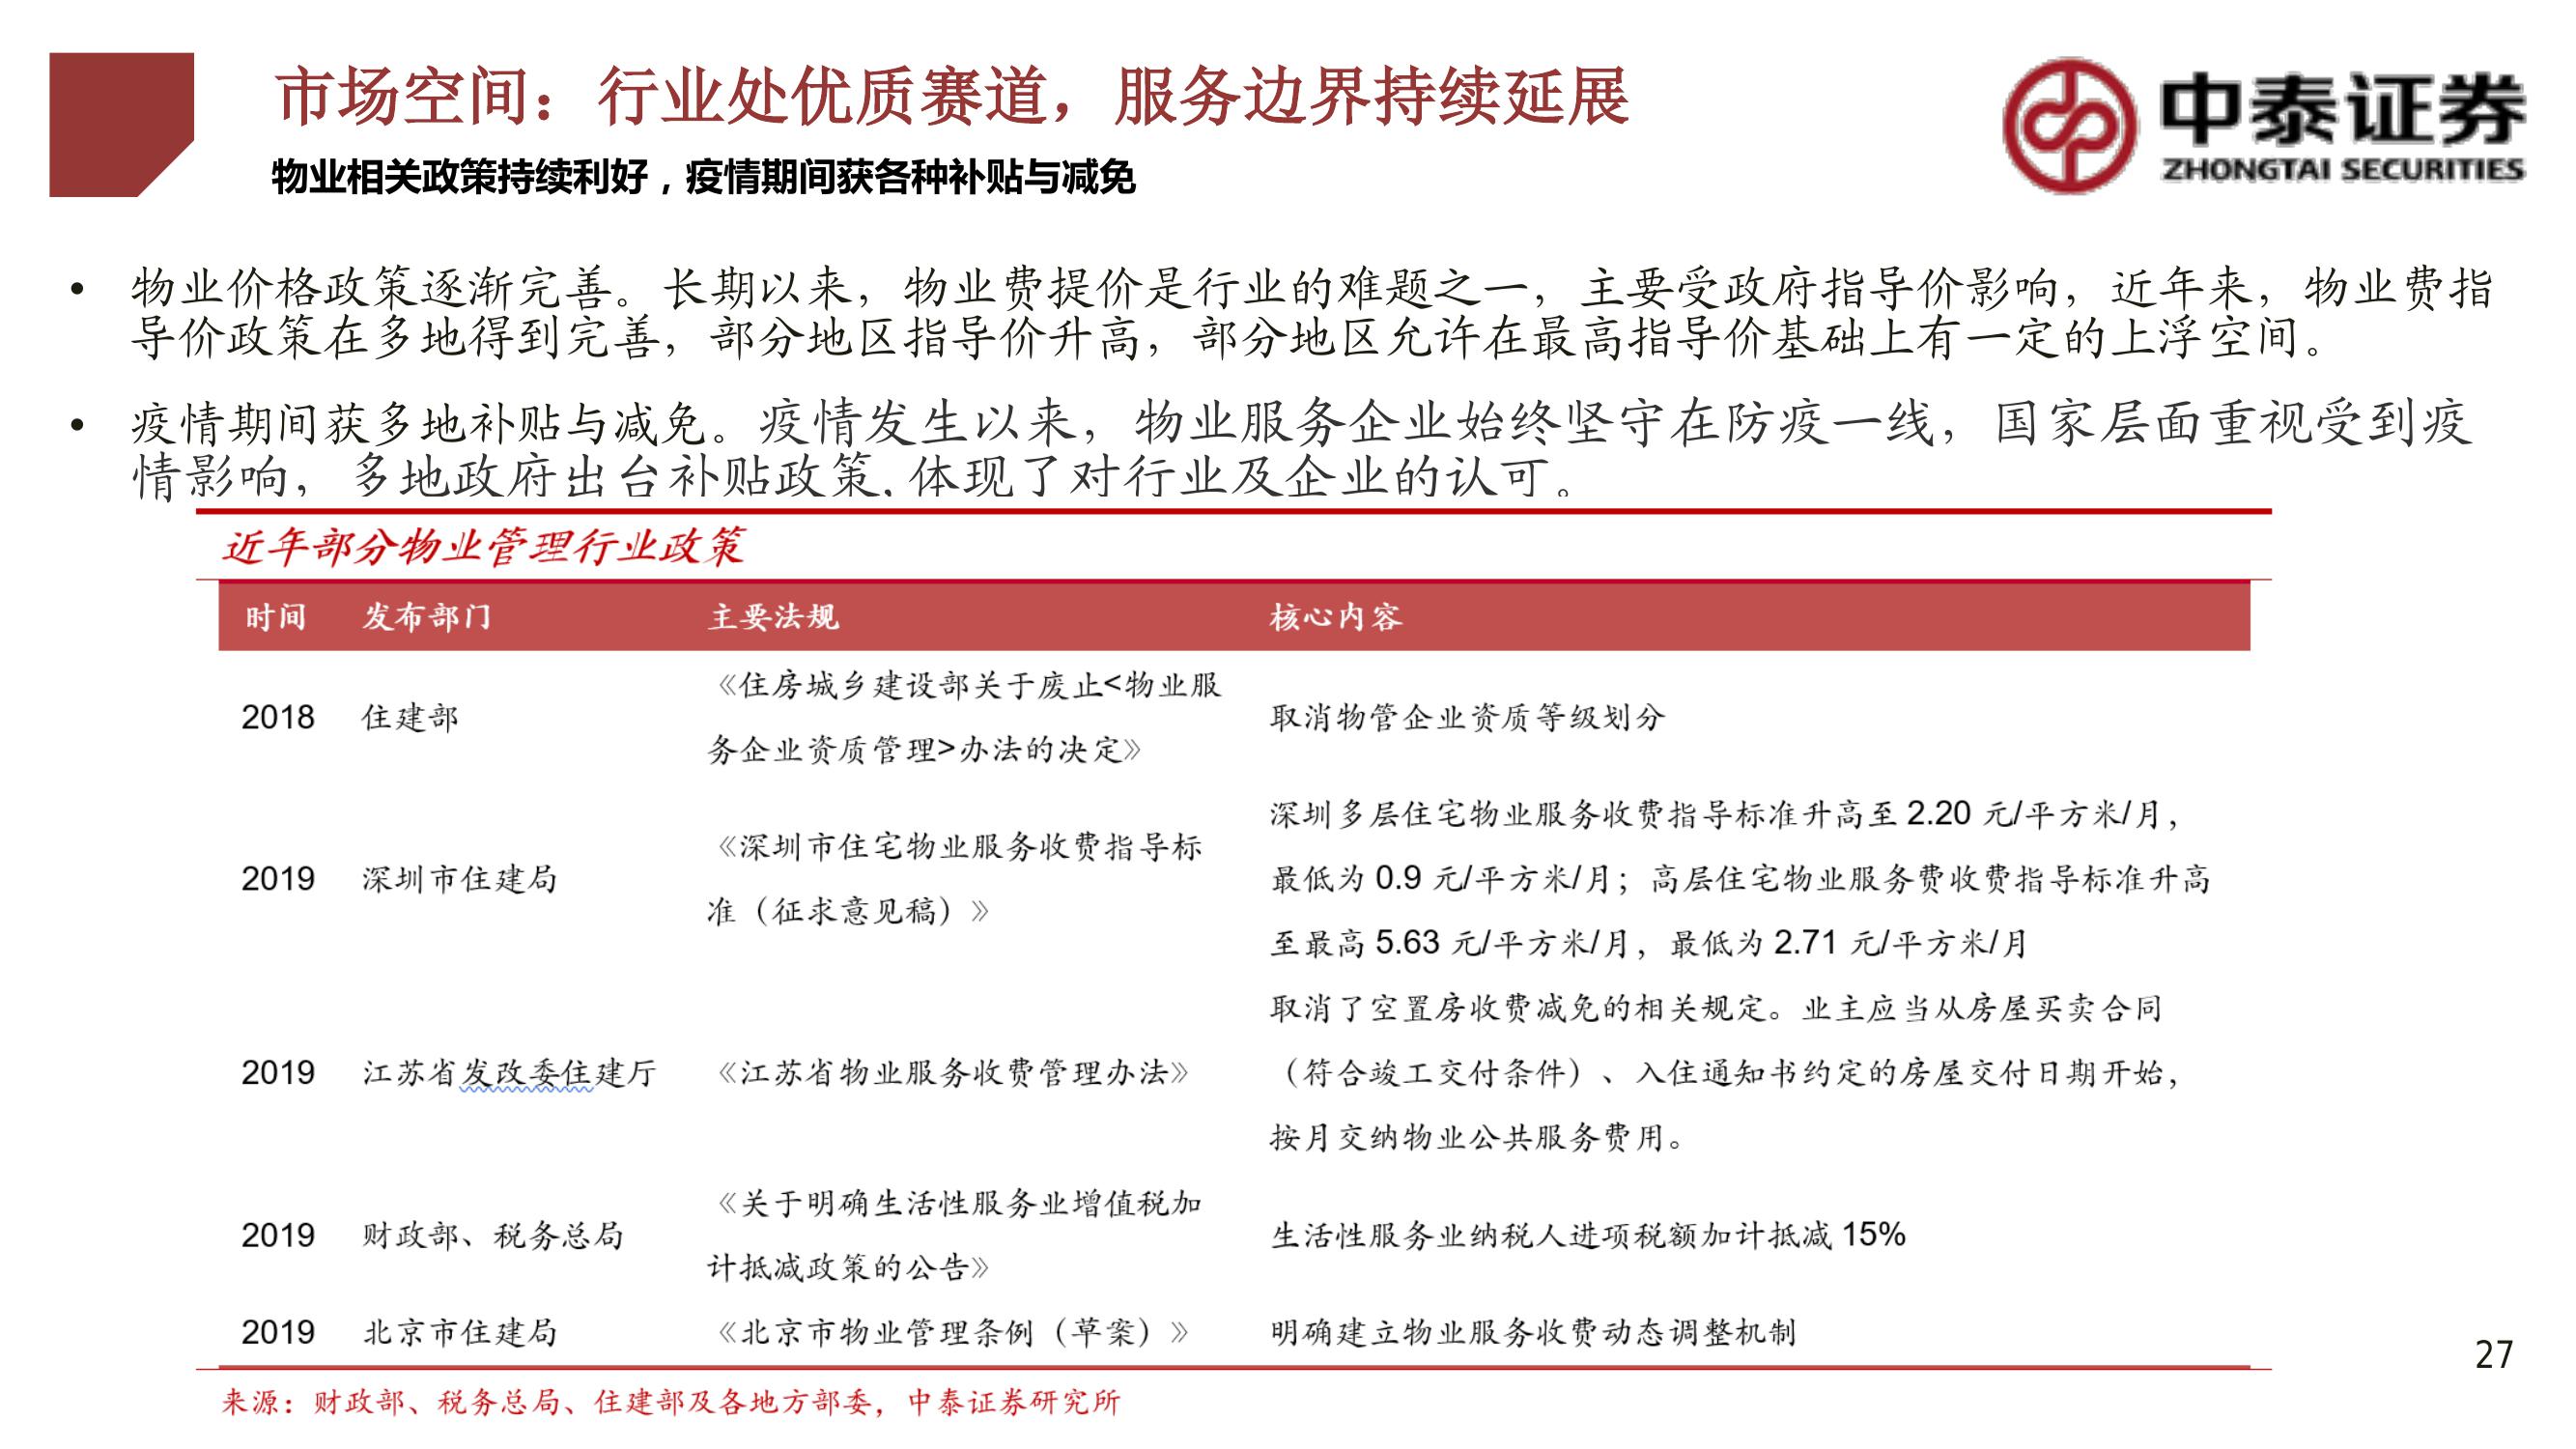 市场空间：行业处优质赛道，服务边界持续延展
中泰证券
ZHONGTAI SECURITIES
物业相关政策持续利好，疫情期间获各种补贴与减免
• 物业价格政策逐渐完善。长期以来，物业费提价是行业的难题之一，主要受政府指导价影响，近年来，物业费指
导价政策在多地得到完善，部分地区指导价升高，部分地区允许在最高指导价基础上有一定的上浮空间。
• 疫情期间获多地补贴与减免。疫情发生以来，物业服务企业始终坚守在防疫一线，国家层面重视受到疫
情影响，多地政府出台补贴政策,体现了对行业及企业的认可。
近年部分物业管理行业政策
时间 发布部门 主要法规 核心内容
《住房城乡建设部关于废止<物业服
2018 住建部 取消物管企业资质等级划分
务企业资质管理>办法的决定》
深圳多层住宅物业服务收费指导标准升高至 2.20 元/平方米/月，
《深圳市住宅物业服务收费指导标
2019 深圳市住建局 最低为 0.9 元/平方米/月；高层住宅物业服务费收费指导标准升高
准（征求意见稿）》
至最高 5.63 元/平方米/月，最低为 2.71 元/平方米/月
取消了空置房收费减免的相关规定。业主应当从房屋买卖合同
2019 江苏省发改委住建厅 《江苏省物业服务收费管理办法》 （符合竣工交付条件）、入住通知书约定的房屋交付日期开始，
按月交纳物业公共服务费用。
《关于明确生活性服务业增值税加
2019 财政部、税务总局 生活性服务业纳税人进项税额加计抵减 15%
计抵减政策的公告》
2019 北京市住建局 《北京市物业管理条例（草案）》 明确建立物业服务收费动态调整机制
27
来源：财政部、税务总局、住建部及各地方部委，中泰证券研究所